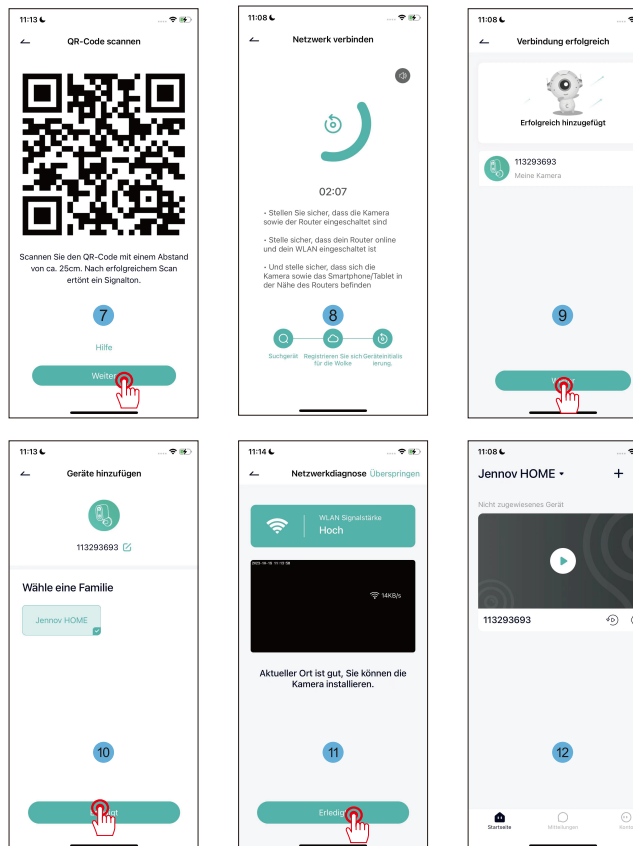 11:13
QR-Code scannen
Scannen Sie den QR-Code mit einem Abstand
von ca. 25cm. Nach erfolgreichem Scan
ertönt ein Signalton.
7
Hilfe
Weiter
11:08
Netzwerk verbinden
02:07
• Stellen Sie sicher, dass die Kamera
sowie der Router eingeschaltet sind
• Stelle sicher, dass dein Router online
und dein WLAN eingeschaltet ist
• Und stelle sicher, dass sich die
Kamera sowie das Smartphone/Tablet in
der Nähe des Routers befinden
8
Suchgerät
Registrieren Sie sich
für die Wolke
Geräteinitialis
ierung.
11:08
Verbindung erfolgreich
Erfolgreich hinzugefügt
113293693
Meine Kamera
9
11:13
Geräte hinzufügen
113293693
Wähle eine Familie
Jennov HOME
10
11:14
Netzwerkdiagnose Überspringen
WLAN Signalstärke
Hoch
14KB/s
Aktueller Ort ist gut, Sie können die
Kamera installieren.
11
Erledigt
11:08
Jennov HOME
Nicht zugewiesenes Gerät
113293693
12
Startseite
Mitteilungen